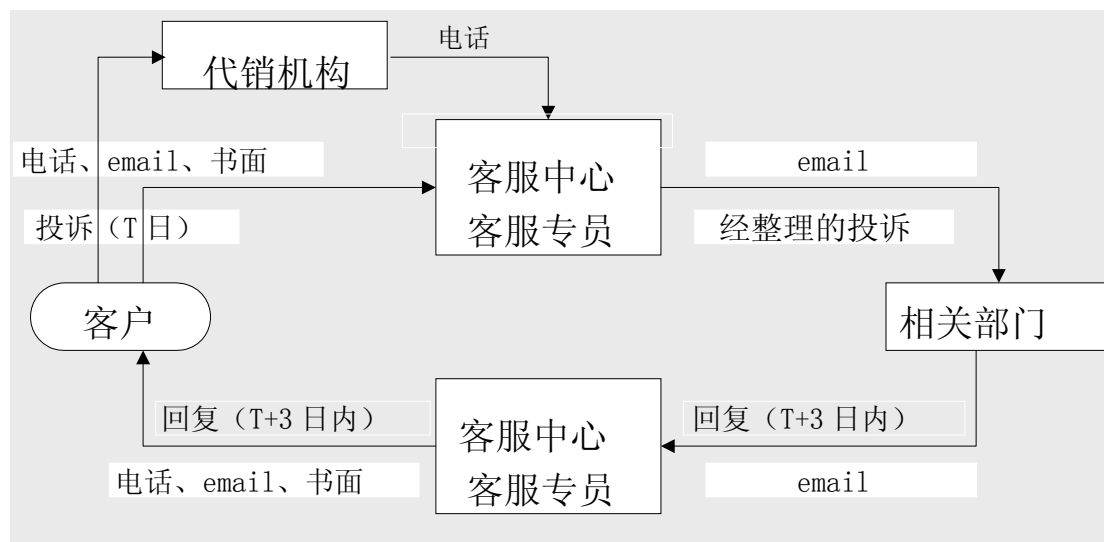 代销机构
电话
电话、email、书面
投诉（T 日）
客服中心
客服专员
email
经整理的投诉
客户
相关部门
回复（T+3 日内）
电话、email、书面
客服中心
客服专员
回复（T+3 日内）
email